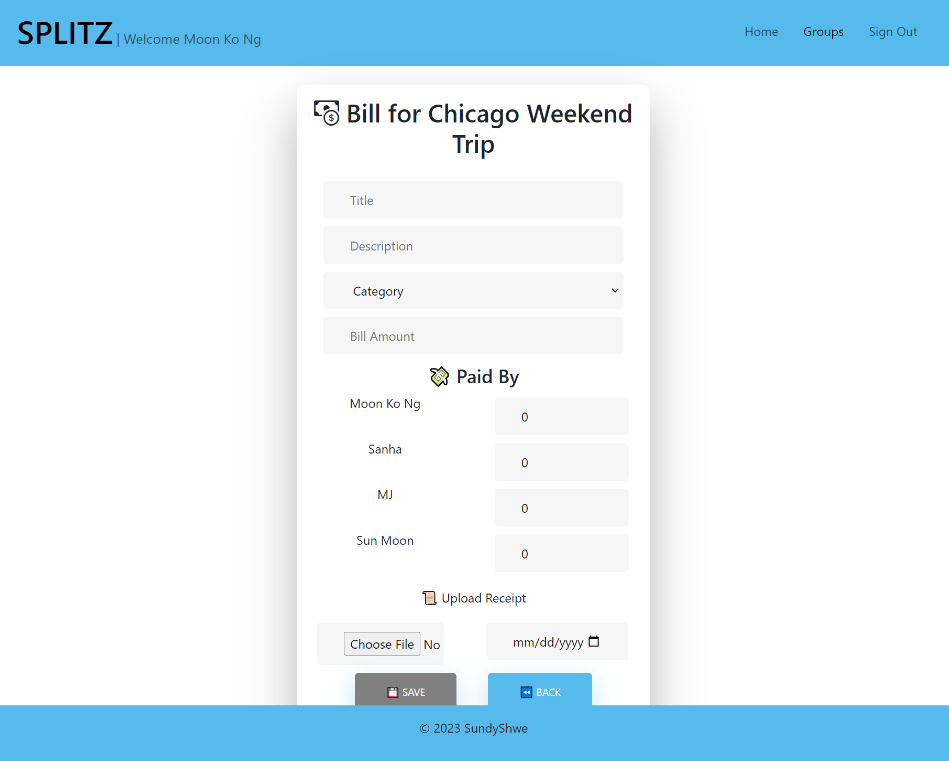 SPLITZ | Welcome Moon Ko Ng
Home Groups Sign Out
Bill for Chicago Weekend
Trip
Title
Description
Category
Bill Amount
Paid By
Moon Ko Ng 0
Sanha 0
MJ 0
Sun Moon 0
Upload Receipt
Choose File No mm/dd/yyyy
SAVE BACK
© 2023 SundyShwe